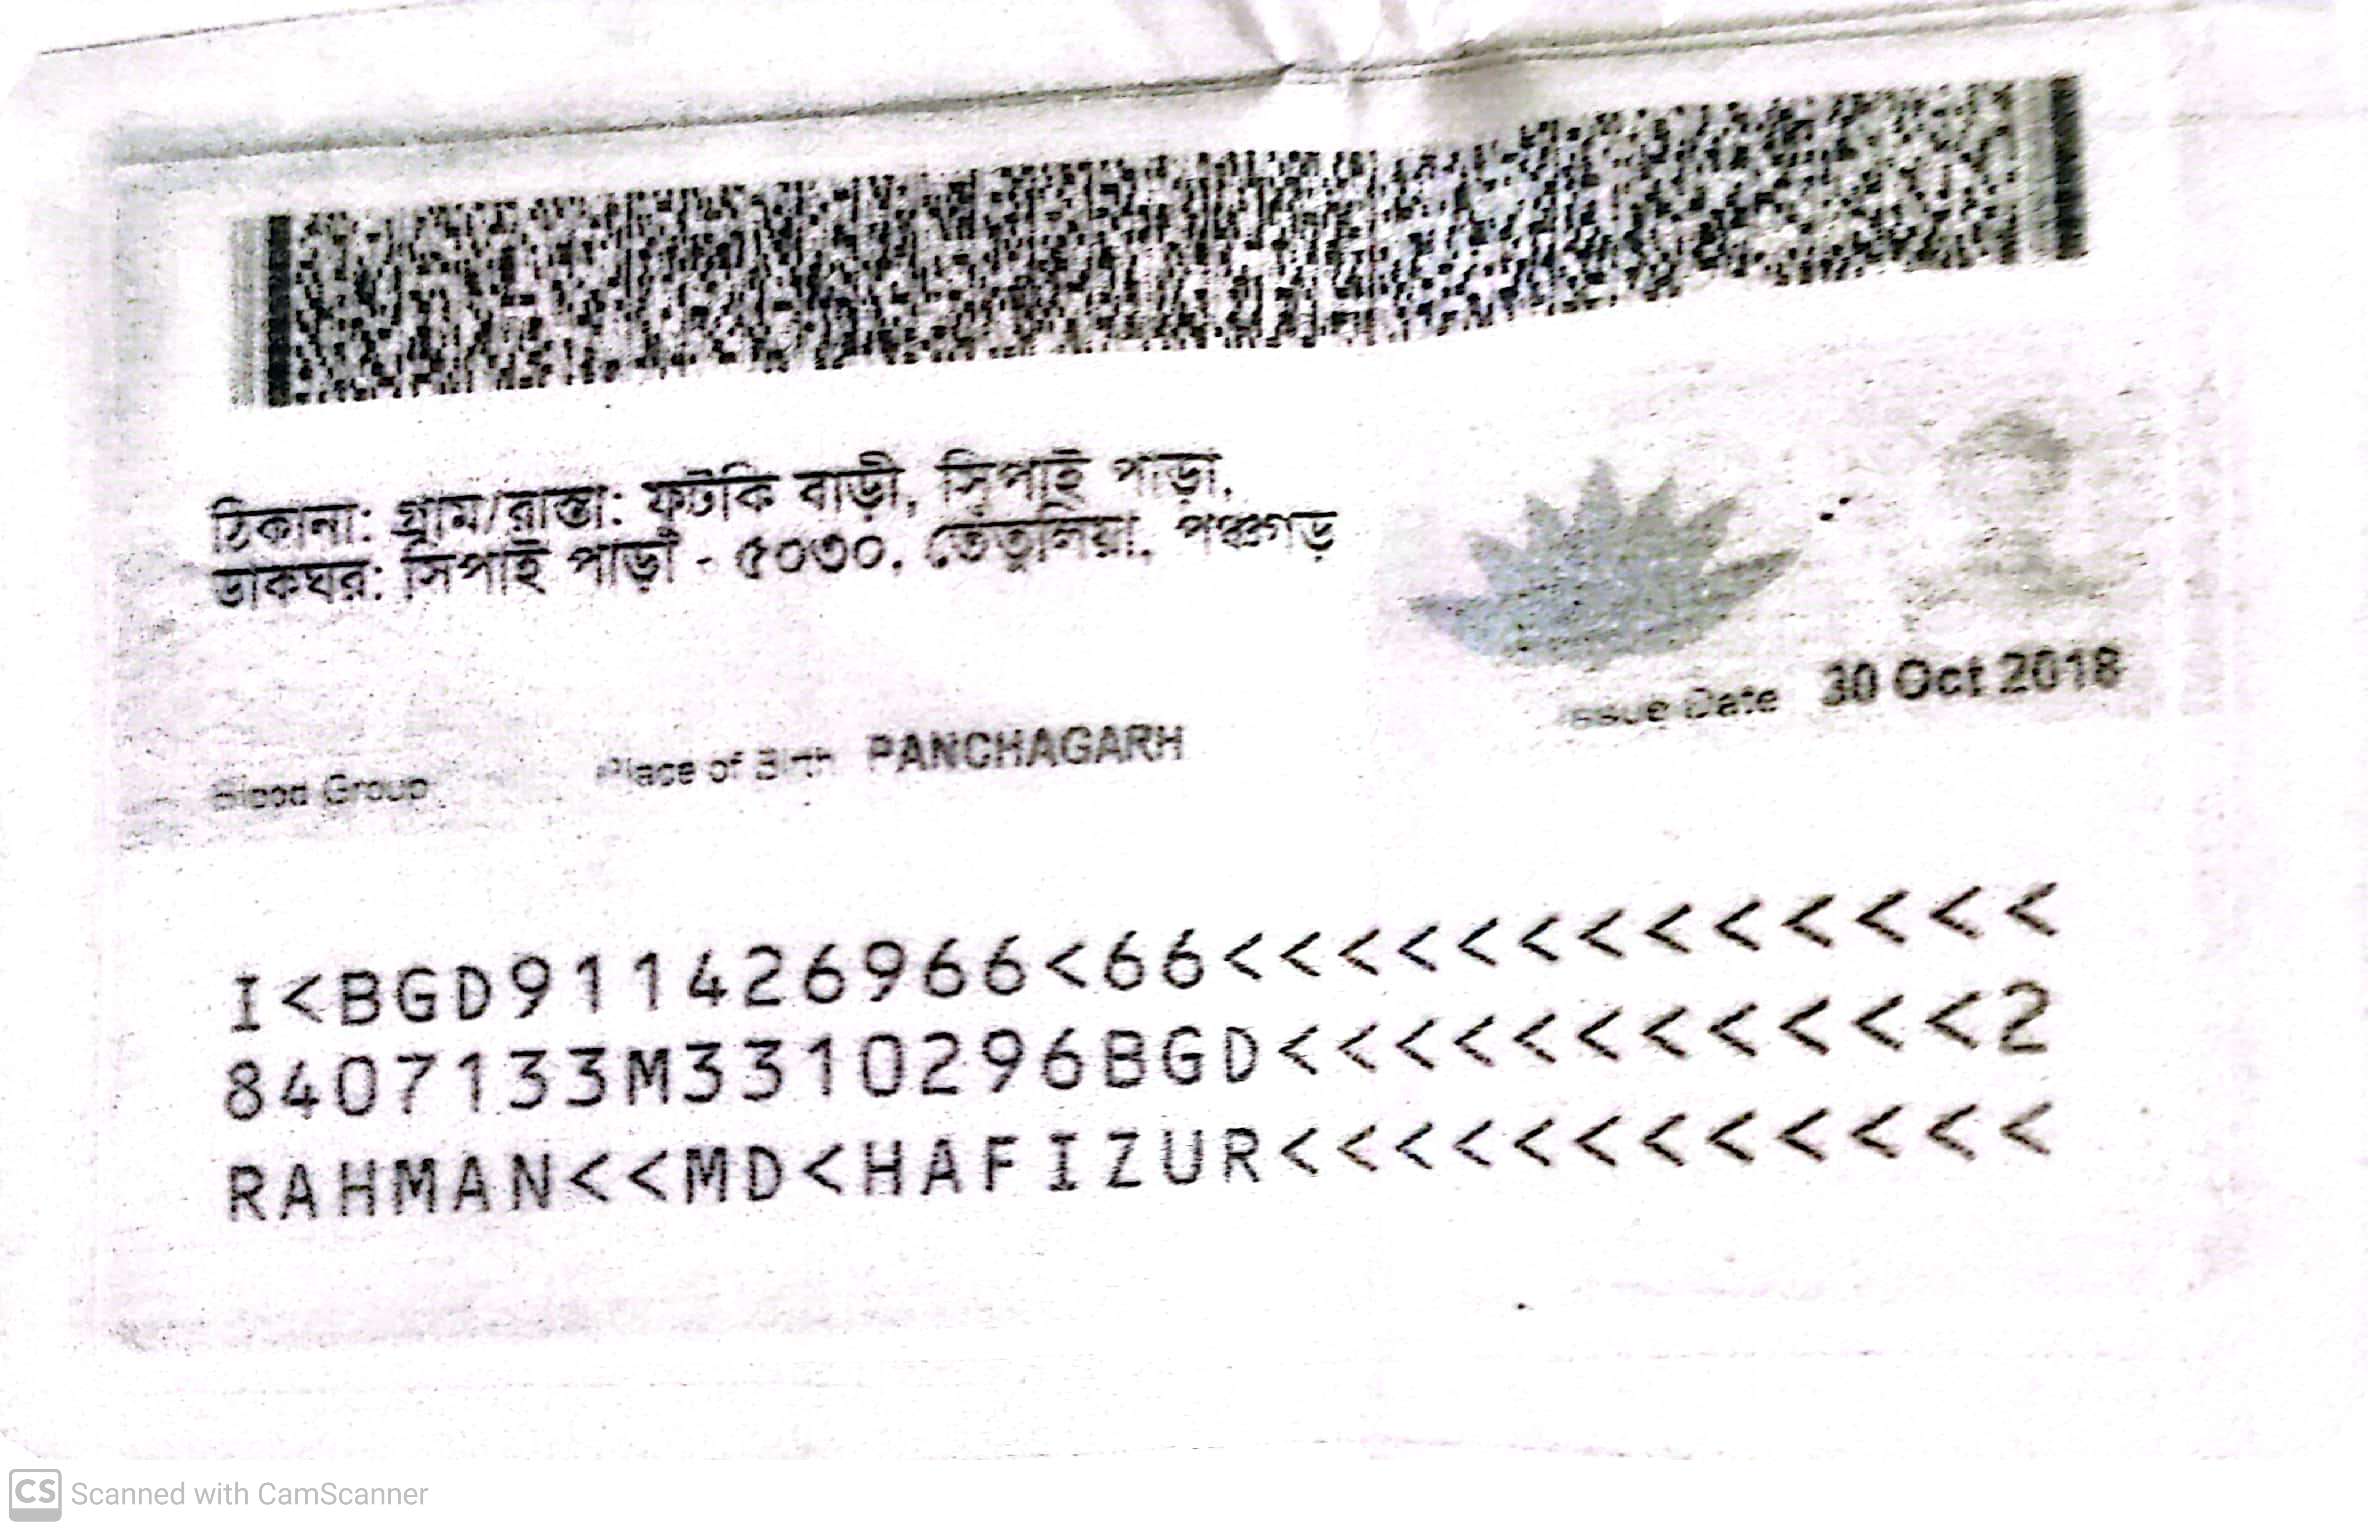 ঠিকানা: গ্রাম/রাস্তা: ফুটকি বাড়ী, সিপাই পাড়া,
ডাকঘর: সিপাই পাড়া - ৫০৩০, তেতুলিয়া, পঞ্চগড়
Blood Group
Place of Birth PANCHAGARH
Issue Date 30 Oct 2018
I<BGD911426966<66<<<<<<<<<<<<<<
8407133M3310296BGD<<<<<<<<<<<2
RAHMAN<<MD<HAFIZUR<<<<<<<<<<<<
CS Scanned with CamScanner